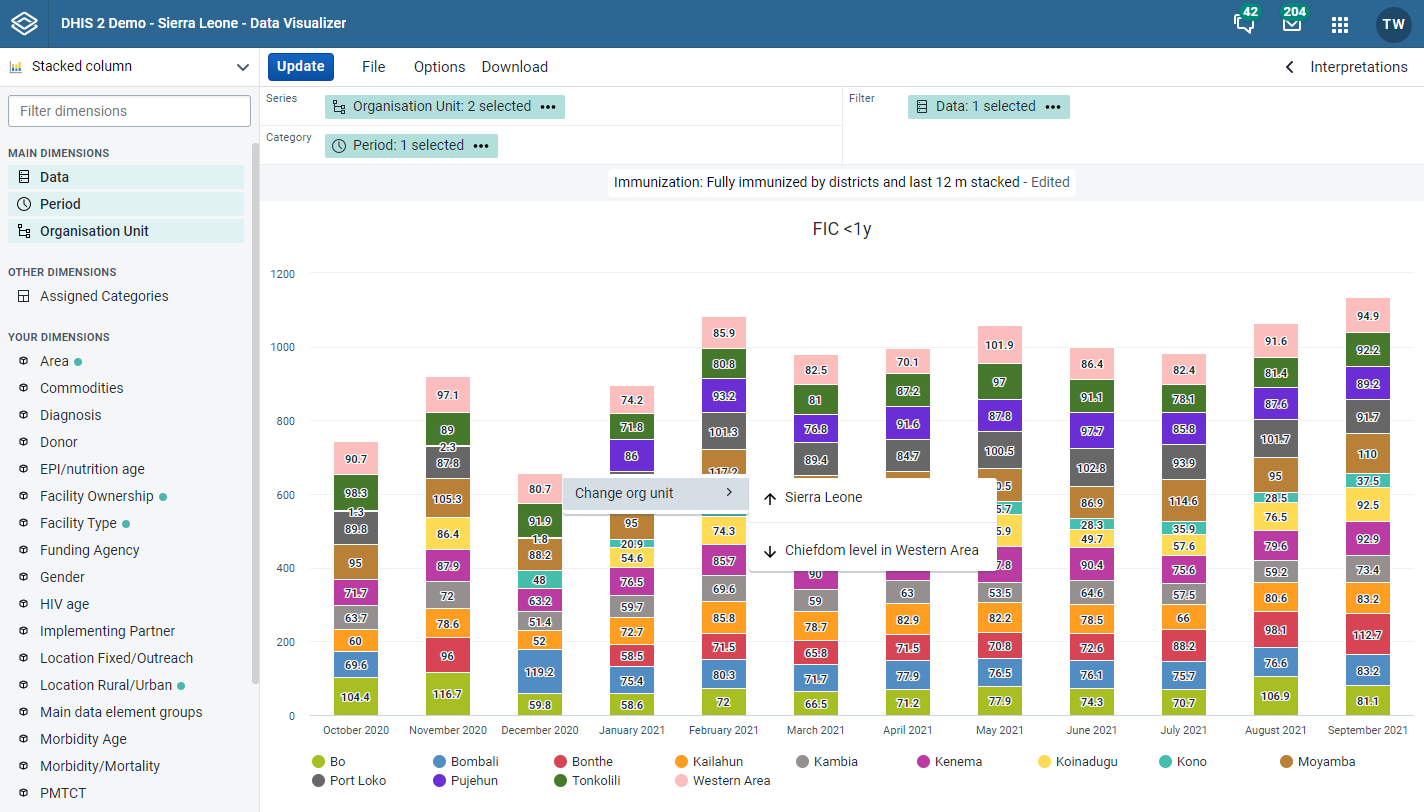 DHIS 2 Demo - Sierra Leone - Data Visualizer
42
204
TW
Stacked column
Update
File
Options
Download
Interpretations
Filter dimensions
MAIN DIMENSIONS
Data
Period
Organisation Unit
OTHER DIMENSIONS
Assigned Categories
YOUR DIMENSIONS
Area
Commodities
Diagnosis
Donor
EPI/nutrition age
Facility Ownership
Facility Type
Funding Agency
Gender
HIV age
Implementing Partner
Location Fixed/Outreach
Location Rural/Urban
Main data element groups
Morbidity Age
Morbidity/Mortality
PMTCT
Series
Organisation Unit: 2 selected •••
Category
Period: 1 selected •••
Filter
Data: 1 selected •••
Immunization: Fully immunized by districts and last 12 m stacked - Edited
FIC <1y
1200
1000
800
600
400
200
0
90.7
98.3
1.3
89.8
95
71.7
63.7
60
69.6
104.4
97.1
89
2.3
87.8
105.3
86.4
87.9
72
78.6
96
116.7
80.7
91.9
1.8
88.2
48
63.2
51.4
52
119.2
59.8
74.2
71.8
86
95
20.9
54.6
76.5
59.7
72.7
58.5
75.4
58.6
85.9
80.8
93.2
101.3
117.2
74.3
85.7
69.6
85.8
71.5
80.3
72
82.5
81
76.8
89.4
90
59
78.7
65.8
71.7
66.5
70.1
87.2
91.6
84.7
63
82.9
71.5
77.9
71.2
101.9
97
87.8
100.5
0.5
5.7
5.9
7.8
53.5
82.2
70.8
76.5
77.9
86.4
91.1
97.7
102.8
86.9
28.3
49.7
90.4
64.6
78.5
72.6
76.1
74.3
82.4
78.1
85.8
93.9
114.6
35.9
57.6
75.6
57.5
66
88.2
75.7
70.7
91.6
81.4
87.6
101.7
95
28.5
76.5
79.6
59.2
80.6
98.1
76.6
106.9
94.9
92.2
89.2
91.7
110
37.5
92.5
92.9
73.4
83.2
112.7
83.2
81.1
Change org unit
Sierra Leone
Chiefdom level in Western Area
October 2020
November 2020
December 2020
January 2021
February 2021
March 2021
April 2021
May 2021
June 2021
July 2021
August 2021
September 2021
Bo
Bombali
Bonthe
Kailahun
Kambia
Kenema
Koinadugu
Kono
Moyamba
Port Loko
Pujehun
Tonkolili
Western Area